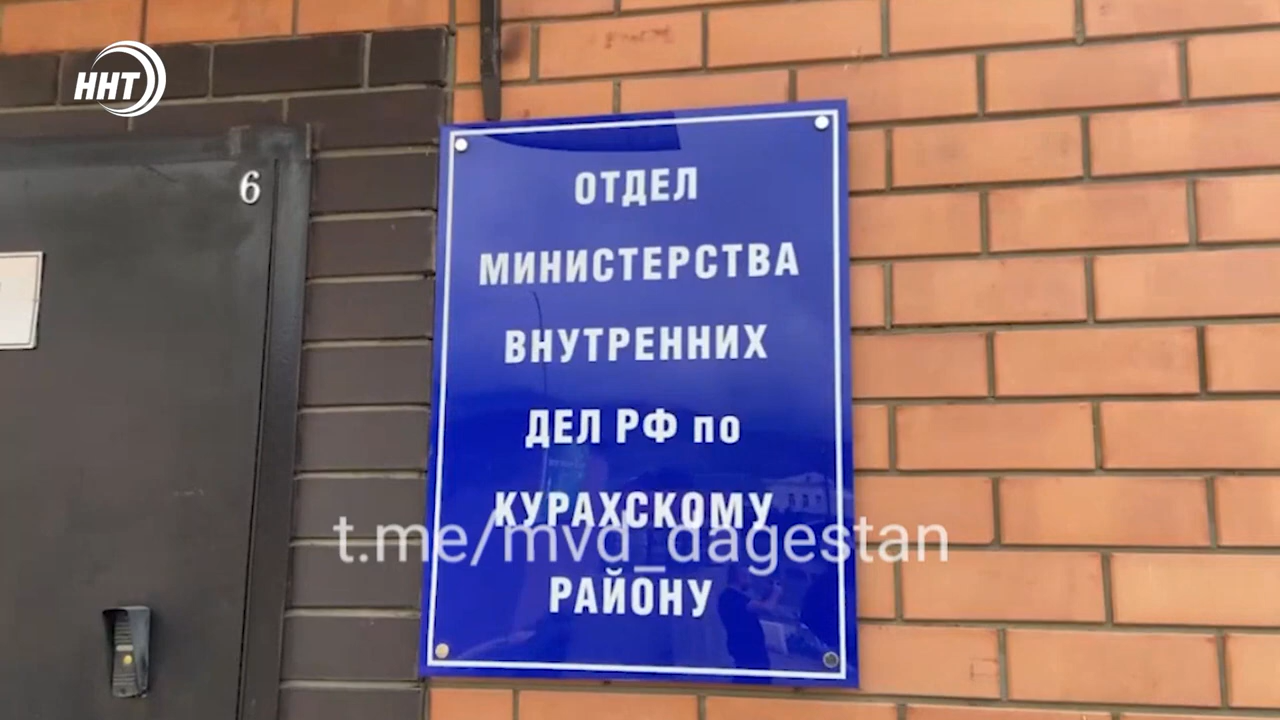 ННТ
6
ОТДЕЛ
МИНИСТЕРСТВА
ВНУТРЕННИХ
ДЕЛ РФ по
КУРАХСКОМУ
t.me/mvd_dagestan
РАЙОНУ